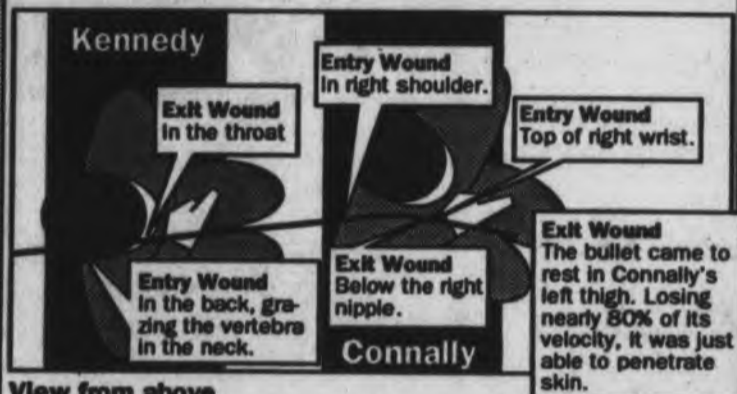 Kennedy
Exit Wound
in the throat
Entry Wound
In the back, gra-
zing the vertebra
in the neck.
Entry Wound
In right shoulder.
Exit Wound
Below the right
nipple.
Connally
Entry Wound
Top of right wrist.
Exit Wound
The bullet came to
rest in Connally's
left thigh. Losing
nearly 80% of its
velocity, it was just
able to penetrate
skin.
View from above